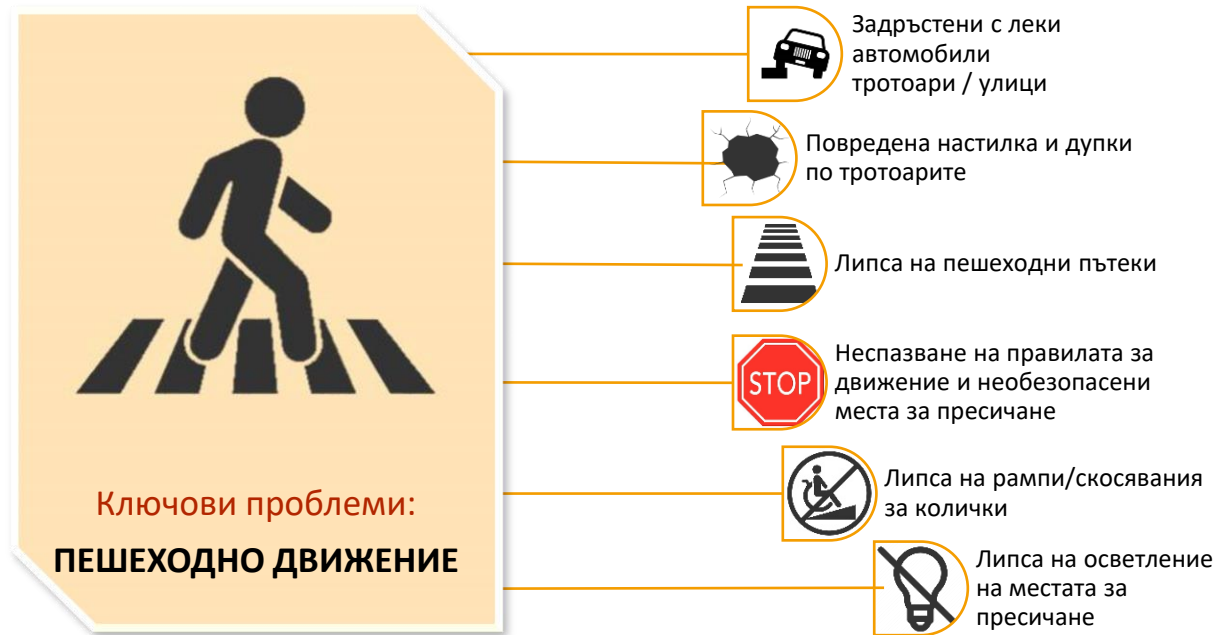 Задръстени с леки
автомобили
тротоари / улици
Повредена настилка и дупки
по тротоарите
Липса на пешеходни пътеки
STOP
Неспазване на правилата за
движение и необезопасени
места за пресичане
Липса на рампи/скосявания
за колички
Липса на осветление
на местата за
пресичане
Ключови проблеми:
ПЕШЕХОДНО ДВИЖЕНИЕ